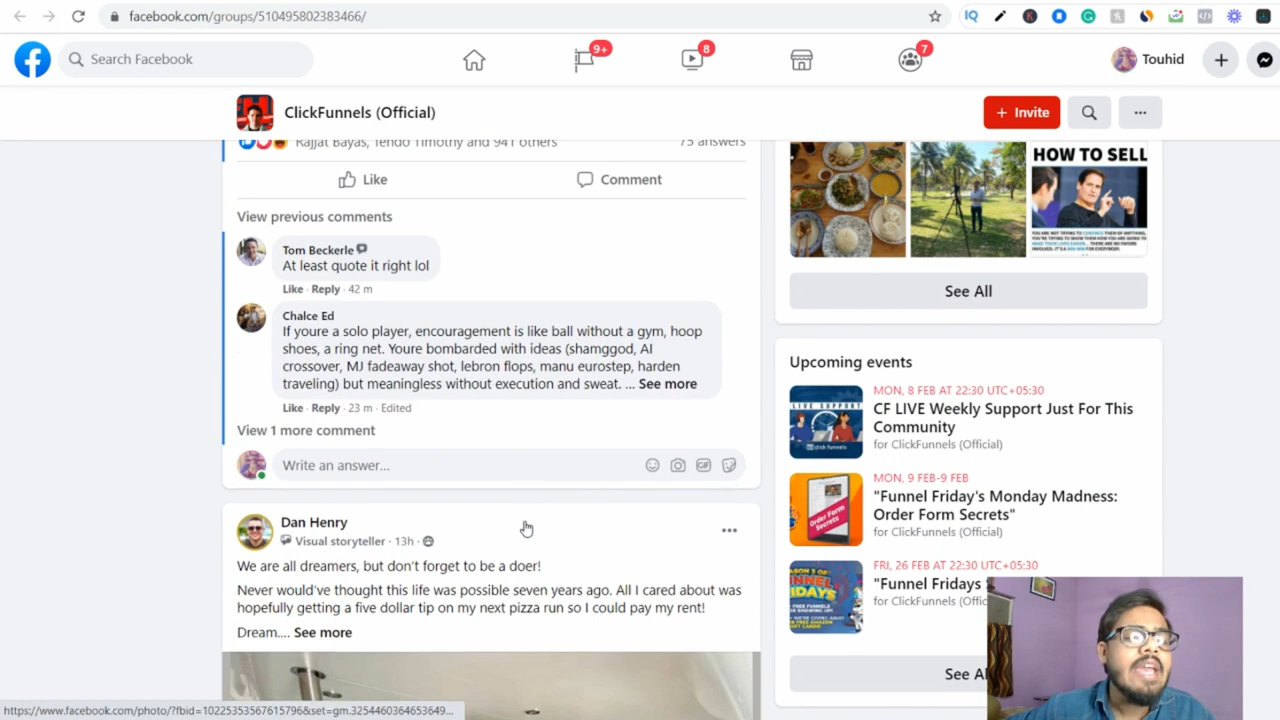 facebook.com/groups/510495802383466/
Search Facebook
9+
8
7
Touhid
ClickFunnels (Official)
+ Invite
Rajjat Bayas, Tendo Timothy and 941 others
75 answers
Like
Comment
View previous comments
Tom Beckman
At least quote it right lol
Like · Reply · 42 m
Chalce Ed
If youre a solo player, encouragement is like ball without a gym, hoop
shoes, a ring net. Youre bombarded with ideas (shamggod, AI
crossover, MJ fadeaway shot, lebron flops, manu eurostep, harden
traveling) but meaningless without execution and sweat. ... See more
Like · Reply · 23 m · Edited
View 1 more comment
Write an answer...
Dan Henry
Visual storyteller · 13h ·
We are all dreamers, but don't forget to be a doer!
Never would've thought this life was possible seven years ago. All I cared about was
hopefully getting a five dollar tip on my next pizza run so I could pay my rent!
Dream.... See more
HOW TO SELL
See All
Upcoming events
MON, 8 FEB AT 22:30 UTC+05:30
CF LIVE Weekly Support Just For This
Community
for ClickFunnels (Official)
MON, 9 FEB-9 FEB
"Funnel Friday's Monday Madness:
Order Form Secrets"
for ClickFunnels (Official)
Order Form
Secrets
FRI, 26 FEB AT 22:30 UTC+05:30
"Funnel Fridays
for ClickFunnels (Offic
See Al
https://www.facebook.com/photo/?fbid=10225353567615796&set=gm.3254460364653649...